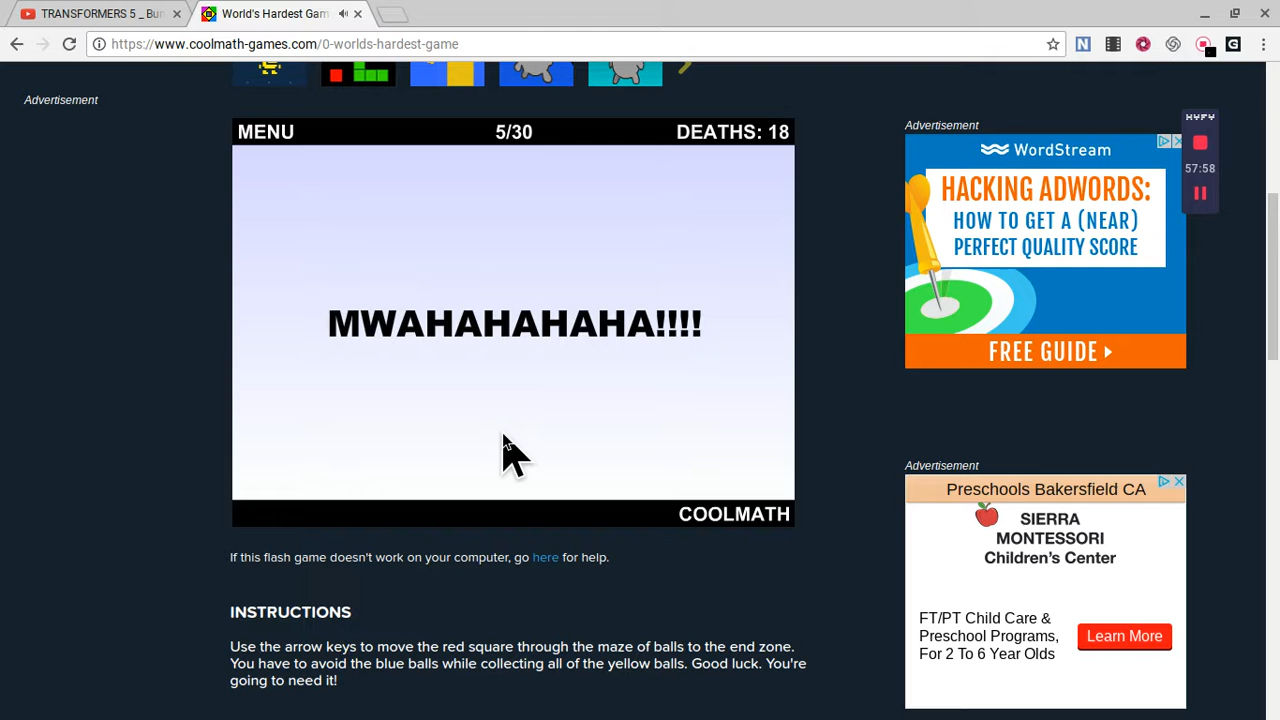 TRANSFORMERS 5 _ Bu
World's Hardest Gam
https://www.coolmath-games.com/0-worlds-hardest-game
Advertisement
MENU
5/30
DEATHS: 18
MWAHAHAHAHA!!!!
COOLMATH
If this flash game doesn't work on your computer, go here for help.
INSTRUCTIONS
Use the arrow keys to move the red square through the maze of balls to the end zone.
You have to avoid the blue balls while collecting all of the yellow balls. Good luck. You're
going to need it!
Advertisement
WordStream
HACKING ADWORDS:
HOW TO GET A (NEAR)
PERFECT QUALITY SCORE
FREE GUIDE
HYFY
57:58
Advertisement
Preschools Bakersfield CA
SIERRA
MONTESSORI
Children's Center
FT/PT Child Care &
Preschool Programs,
For 2 To 6 Year Olds
Learn More